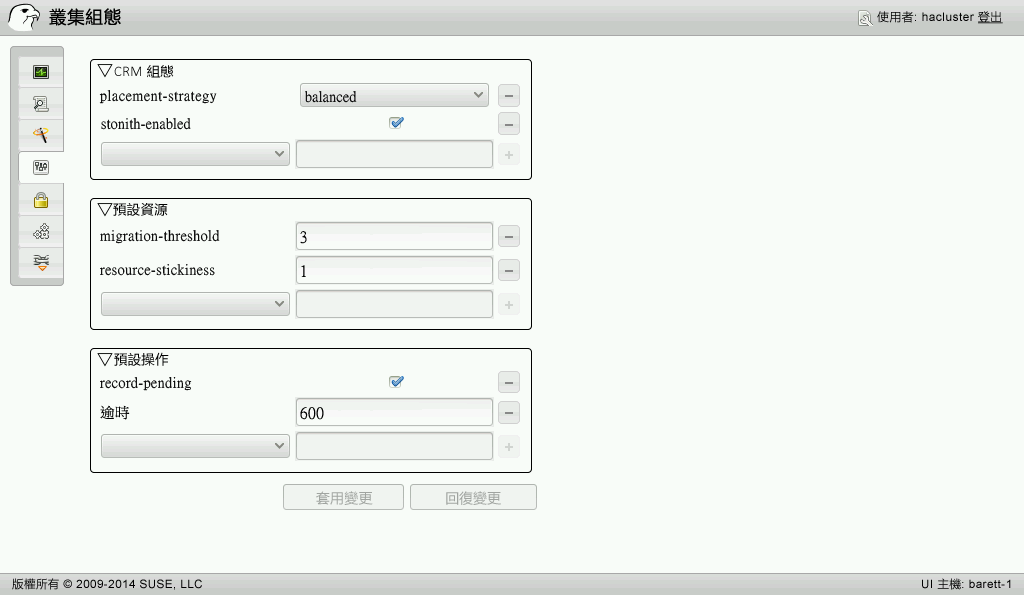 叢集組態
使用者: hacluster 登出
▽CRM 組態
placement-strategy balanced
stonith-enabled
▽預設資源
migration-threshold 3
resource-stickiness 1
▽預設操作
record-pending
逾時 600
套用變更 回復變更
版權所有 © 2009-2014 SUSE, LLC
UI 主機: barett-1